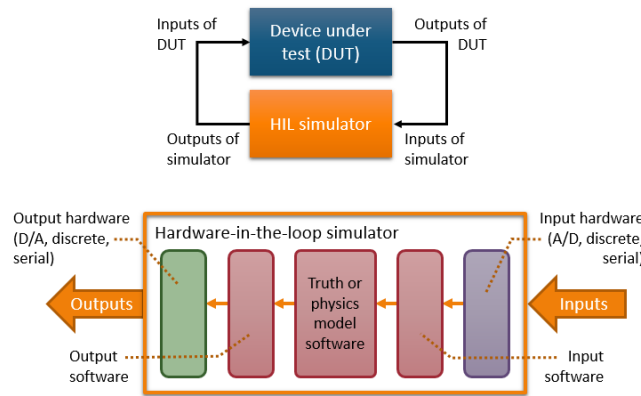 Inputs of
DUT
Device under
test (DUT)
Outputs of
DUT
HIL simulator
Outputs of
simulator
Inputs of
simulator
Output hardware
(D/A, discrete,
serial)
Hardware-in-the-loop simulator
Input hardware
(A/D, discrete,
serial)
Outputs
Truth or
physics
model
software
Inputs
Output
software
Input
software